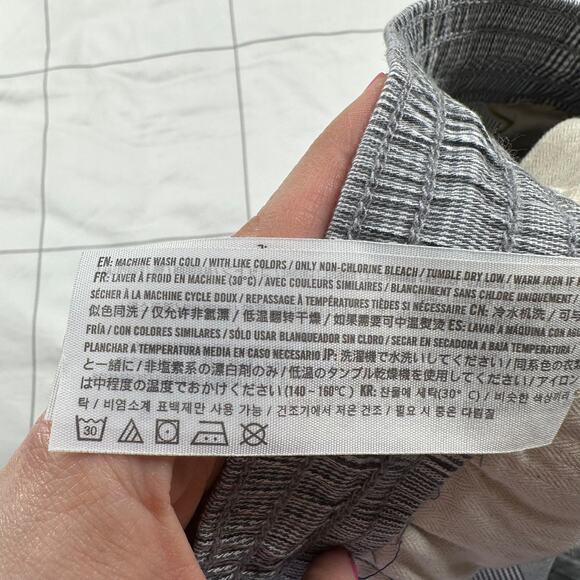 EN: MACHINE WASH COLD / WITH LIKE COLORS / ONLY NON-CHLORINE BLEACH / TUMBLE DRY LOW / WARM IRON IF
FR: LAVER À FROID EN MACHINE (30°C) / AVEC COULEURS SIMILAIRES / BLANCHIMENT SANS CHLORE UNIQUEMENT
SÉCHER À LA MACHINE CYCLE DOUX / REPASSAGE À TEMPÉRATURES TIÈDES SI NÉCESSAIRE CN: 冷水机洗 / 可与
似色同洗 / 仅允许非氯漂 / 低温翻转干燥 / 如果需要可中温熨烫 ES: LAVAR A MÁQUINA CON
FRÍA / CON COLORES SIMILARES / SÓLO USAR BLANQUEADOR SIN CLORO / SECAR EN SECADORA A BAJA TEMPERATURA /
PLANCHAR A TEMPERATURA MEDIA EN CASO NECESARIO JP: 洗濯機で水洗いしてください / 同系色の衣
と一緒に / 非塩素系の漂白剤のみ / 低温のタンブル乾燥機を使用してください / アイロン
は中程度の温度でおかけください (140 – 160℃) KR: 찬물에 세탁(30° C) / 비슷한 색상끼리
탁 / 비염소계 표백제만 사용 가능 / 건조기에서 저온 건조 / 필요 시 중온 다림질
30